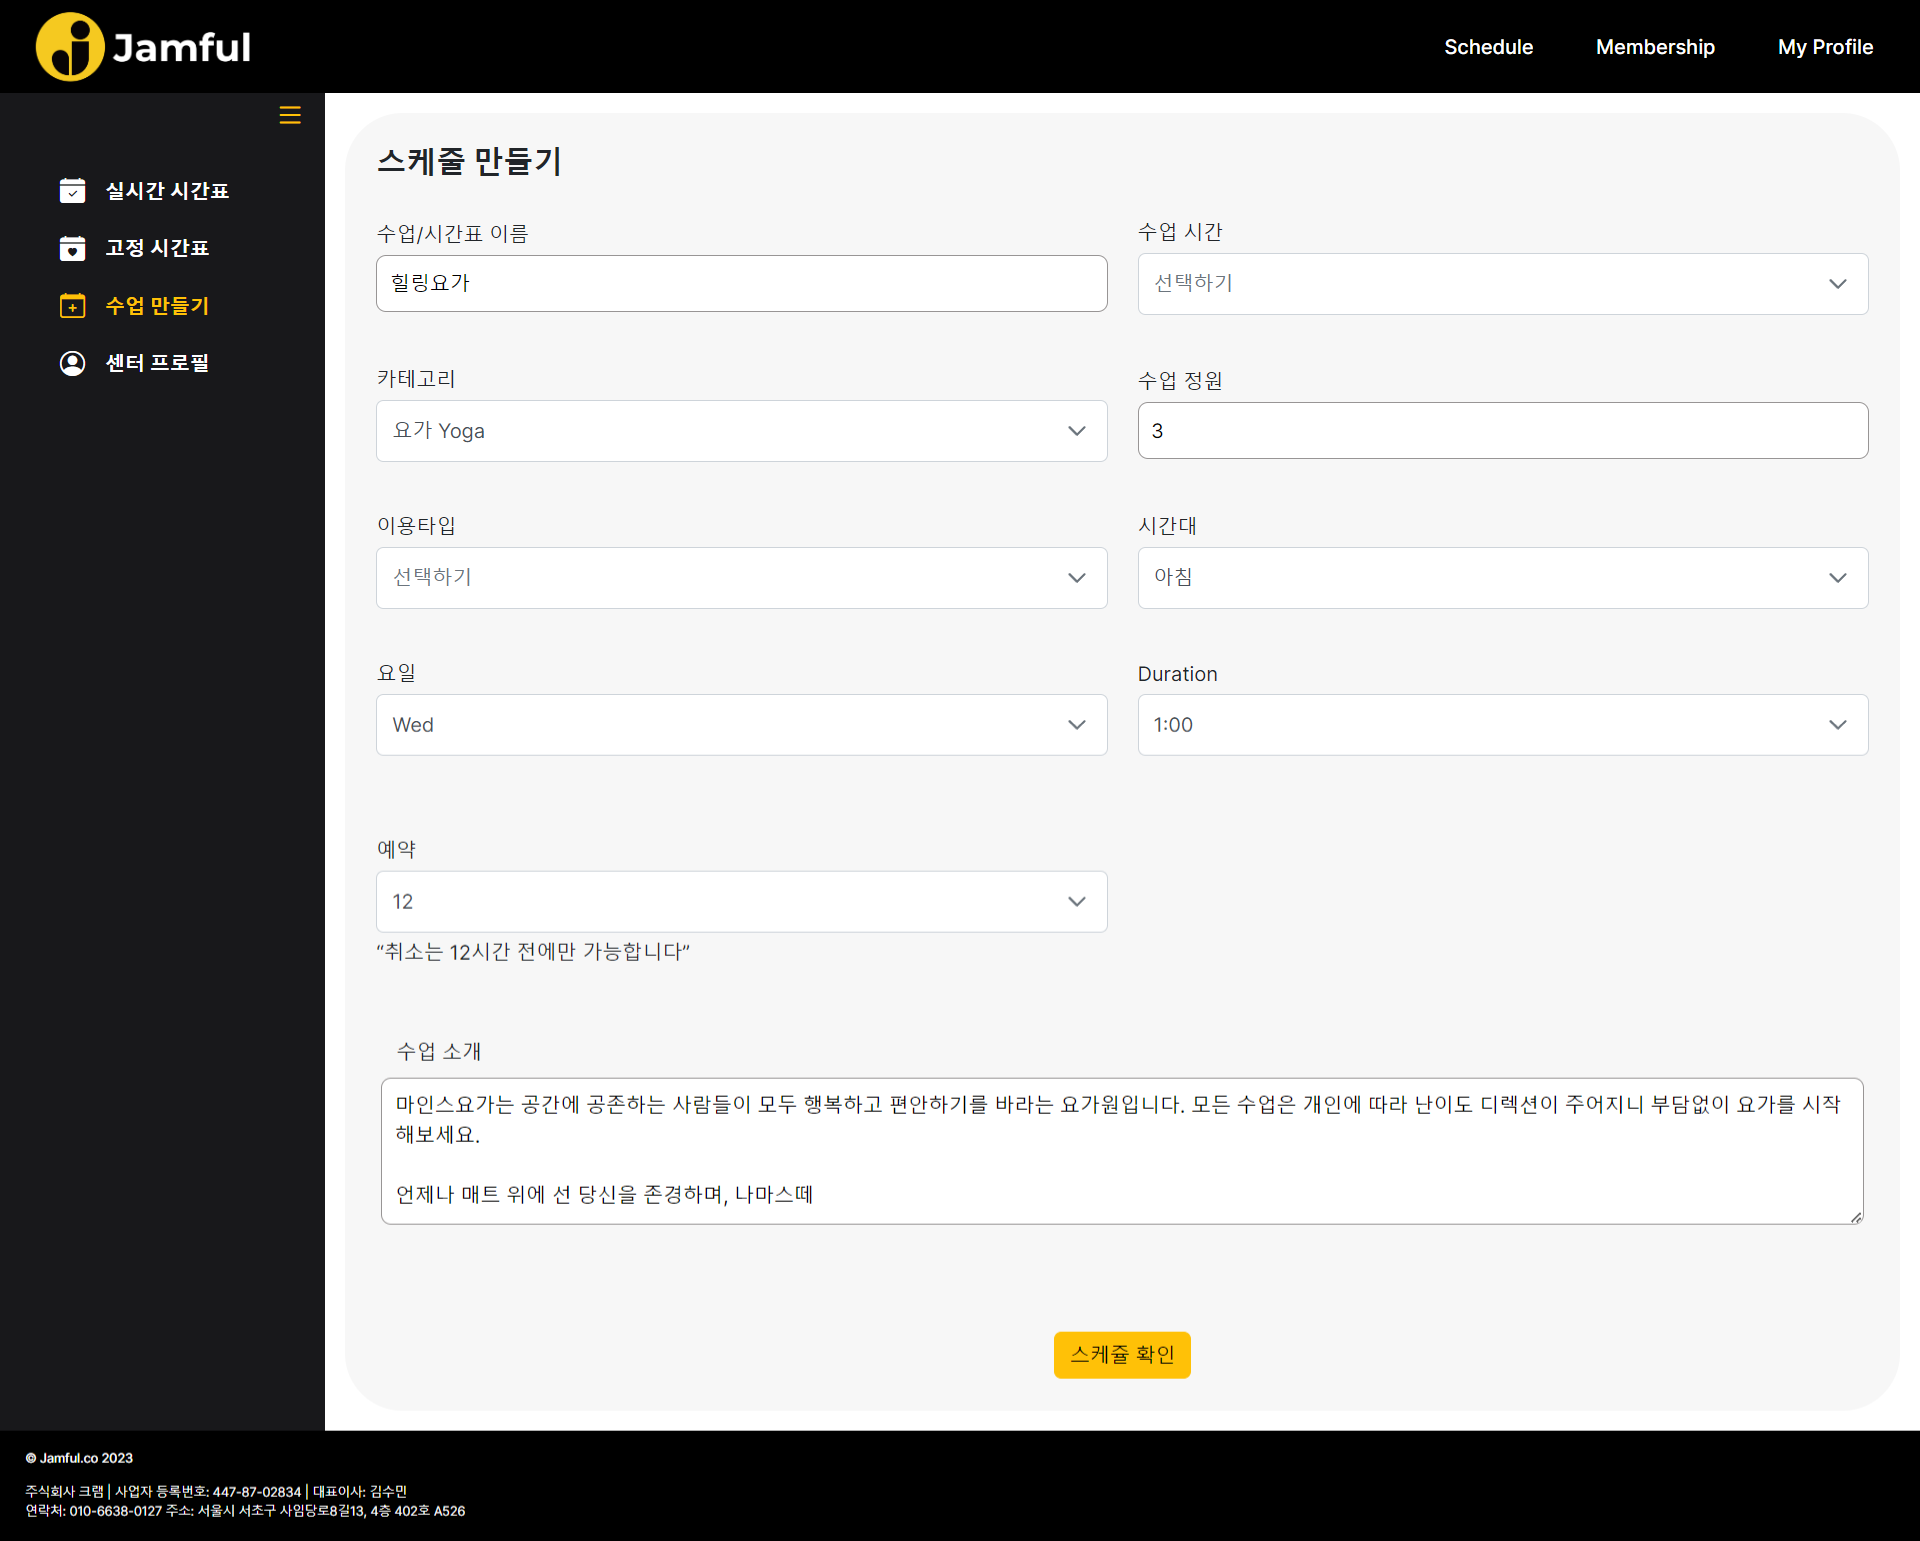 Jamful
Schedule
Membership
My Profile
실시간 시간표
고정 시간표
수업 만들기
센터 프로필
스케줄 만들기
수업/시간표 이름
힐링요가
수업 시간
선택하기
카테고리
요가 Yoga
수업 정원
3
이용타입
선택하기
시간대
아침
요일
Wed
Duration
1:00
예약
12
“취소는 12시간 전에만 가능합니다”
수업 소개
마인스요가는 공간에 공존하는 사람들이 모두 행복하고 편안하기를 바라는 요가원입니다. 모든 수업은 개인에 따라 난이도 디렉션이 주어지니 부담없이 요가를 시작
해보세요.
언제나 매트 위에 선 당신을 존경하며, 나마스떼
스케쥴 확인
© Jamful.co 2023
주식회사 크램 | 사업자 등록번호: 447-87-02834 | 대표이사: 김수민
연락처: 010-6638-0127 주소: 서울시 서초구 사임당로8길13, 4층 402호 A526